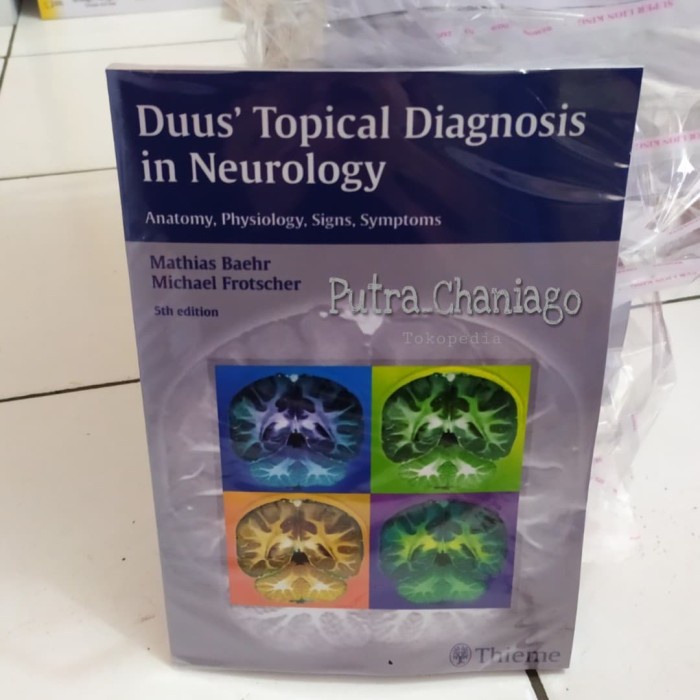 Duus' Topical Diagnosis
in Neurology
Anatomy, Physiology, Signs, Symptoms
Mathias Baehr
Michael Frotscher
5th edition
Putra_Chaniago
Tokopedia
Thieme